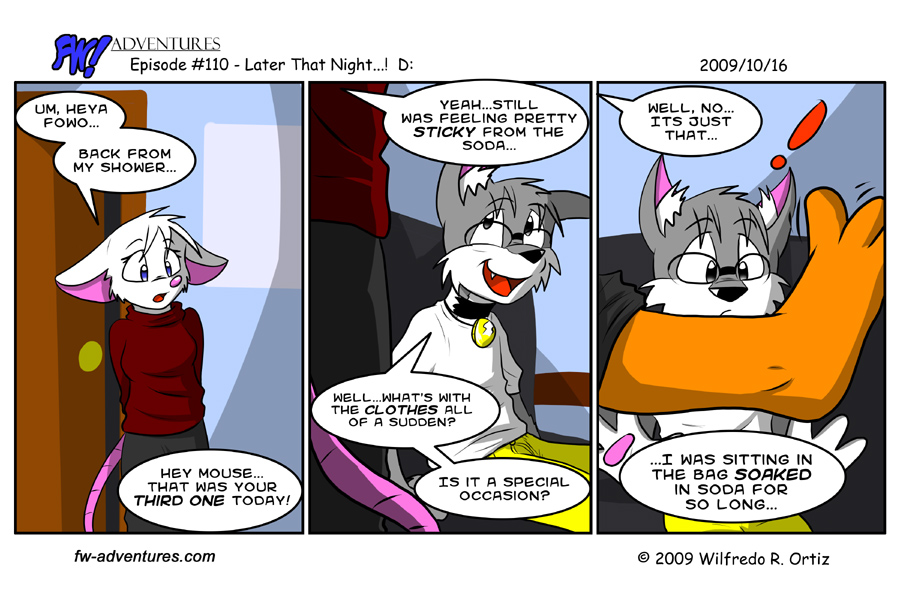 FW! ADVENTURES
Episode #110 - Later That Night...! D:
2009/10/16
UM, HEYA
FOWO...
BACK FROM
MY SHOWER...
HEY MOUSE...
THAT WAS YOUR
THIRD ONE TODAY!
YEAH...STILL
WAS FEELING PRETTY
STICKY FROM THE
SODA...
WELL...WHAT'S WITH
THE CLOTHES ALL
OF A SUDDEN?
IS IT A SPECIAL
OCCASION?
WELL, NO...
ITS JUST
THAT...
...I WAS SITTING IN
THE BAG SOAKED
IN SODA FOR
SO LONG...
fw-adventures.com
© 2009 Wilfredo R. Ortiz